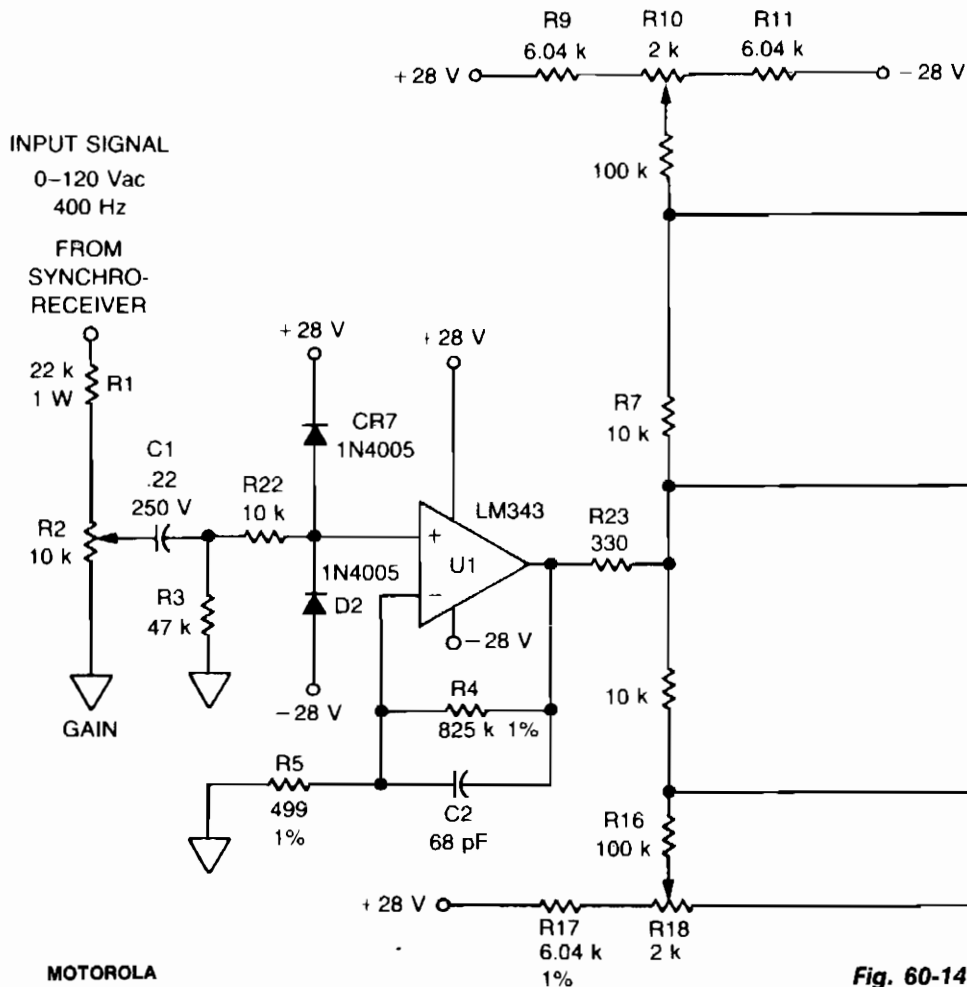 R9
6.04 k
R10
2 k
R11
6.04 k
+ 28 V
− 28 V
100 k
INPUT SIGNAL
0–120 Vac
400 Hz
FROM
SYNCHRO-
RECEIVER
22 k
1 W
R1
+ 28 V
+ 28 V
CR7
1N4005
C1
.22
250 V
R22
10 k
R7
10 k
LM343
R23
330
R2
10 k
+
U1
−
1N4005
D2
R3
47 k
− 28 V
− 28 V
GAIN
R4
825 k 1%
10 k
R5
499
1%
C2
68 pF
R16
100 k
+ 28 V
R17
6.04 k
1%
R18
2 k
MOTOROLA
Fig. 60-14